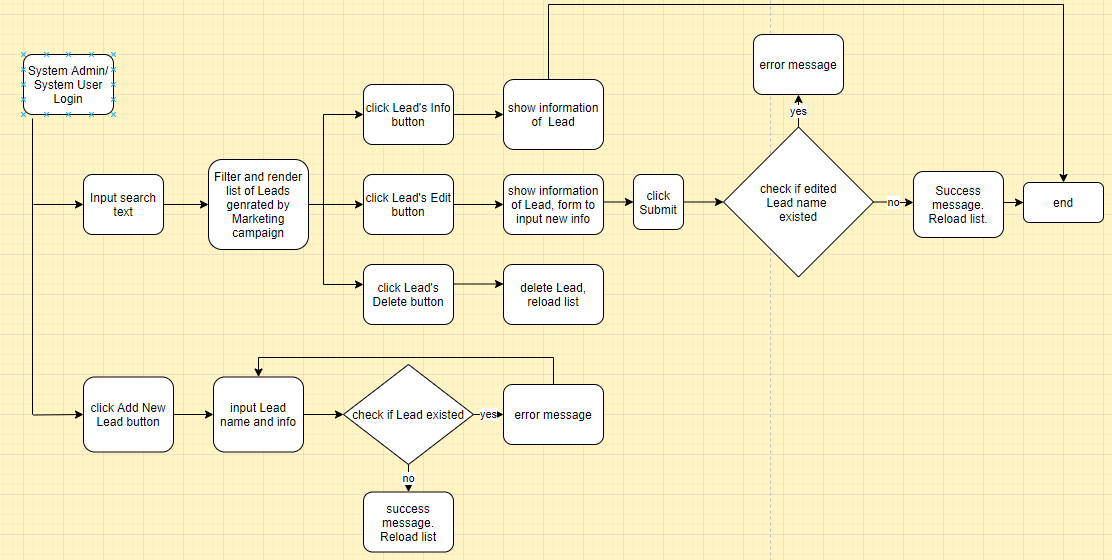 System Admin/
System User
Login
click Lead's Info
button
show information
of Lead
error message
yes
Input search
text
Filter and render
list of Leads
genrated by
Marketing
campaign
click Lead's Edit
button
show information
of Lead, form to
input new info
click
Submit
check if edited
Lead name
existed
no
Success
message.
Reload list.
end
click Lead's
Delete button
delete Lead,
reload list
click Add New
Lead button
input Lead
name and info
check if Lead existed
yes
error message
no
success
message.
Reload list